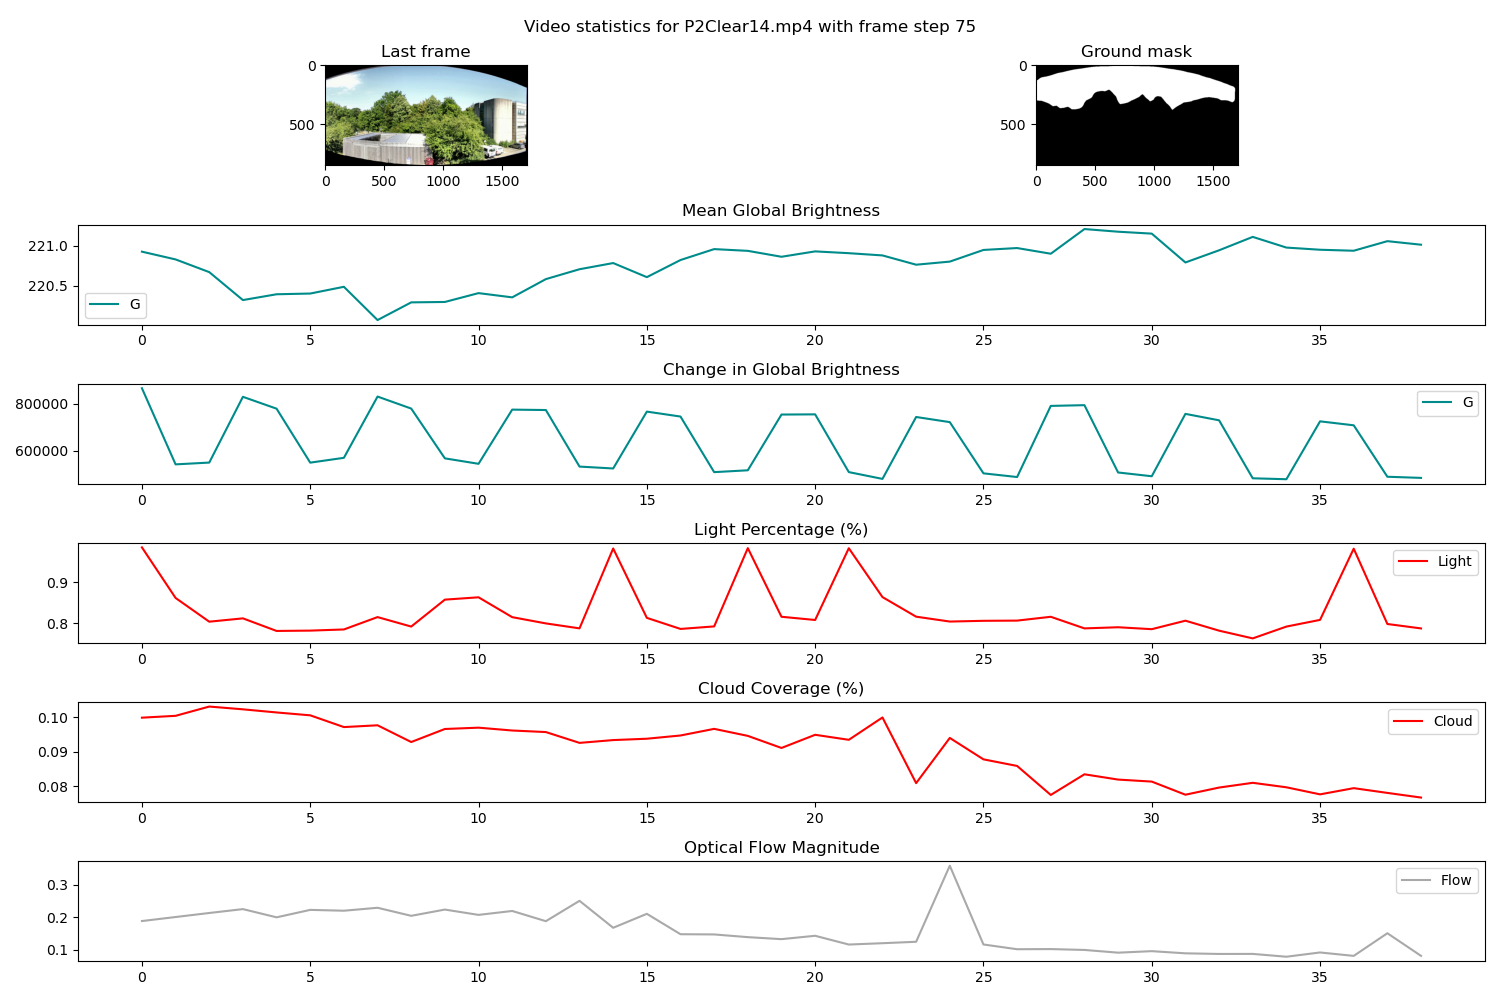 Video statistics for P2Clear14.mp4 with frame step 75
Last frame
0
500
0 500 1000 1500
Ground mask
0
500
0 500 1000 1500
Mean Global Brightness
221.0
220.5
G
0 5 10 15 20 25 30 35
Change in Global Brightness
800000
600000
G
0 5 10 15 20 25 30 35
Light Percentage (%)
0.9
0.8
Light
0 5 10 15 20 25 30 35
Cloud Coverage (%)
0.10
0.09
0.08
Cloud
0 5 10 15 20 25 30 35
Optical Flow Magnitude
0.3
0.2
0.1
Flow
0 5 10 15 20 25 30 35